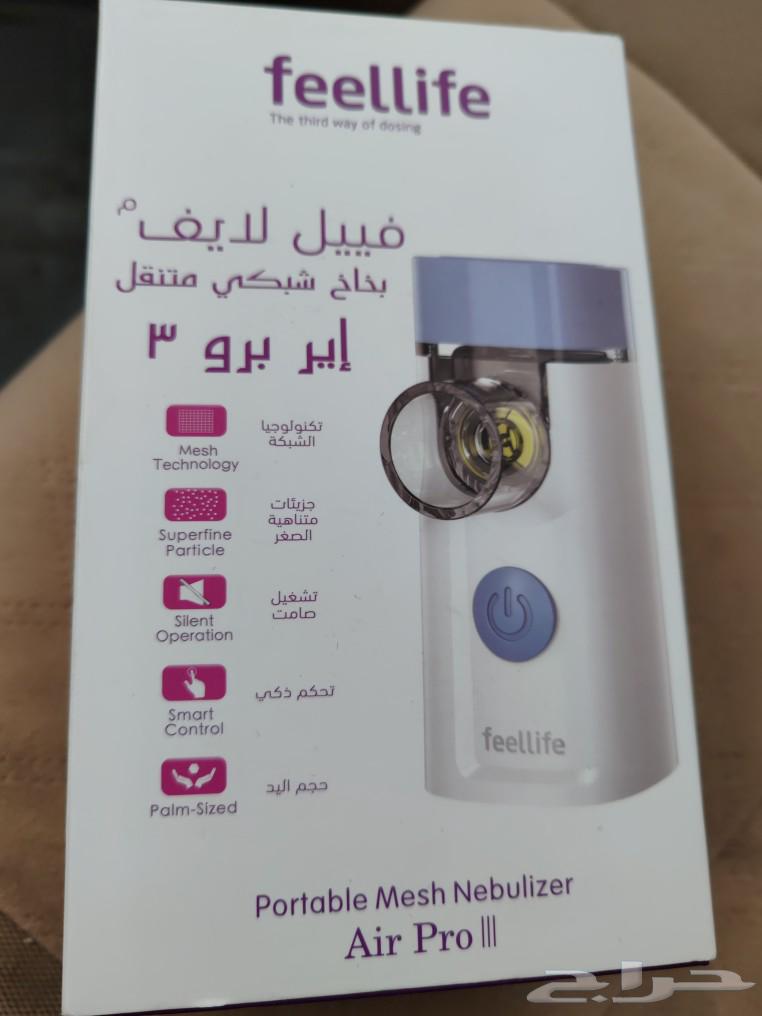 feellife
The third way of dosing
فييل لايف م
بخاخ شبكي متنقل
إير برو ٣
Mesh
Technology
تكنولوجيا
الشبكة
Superfine
Particle
جزيئات
متناهية
الصغر
Silent
Operation
تشغيل
صامت
Smart
Control
تحكم ذكي
Palm-Sized
حجم اليد
feellife
Portable Mesh Nebulizer
Air Pro III
حراج